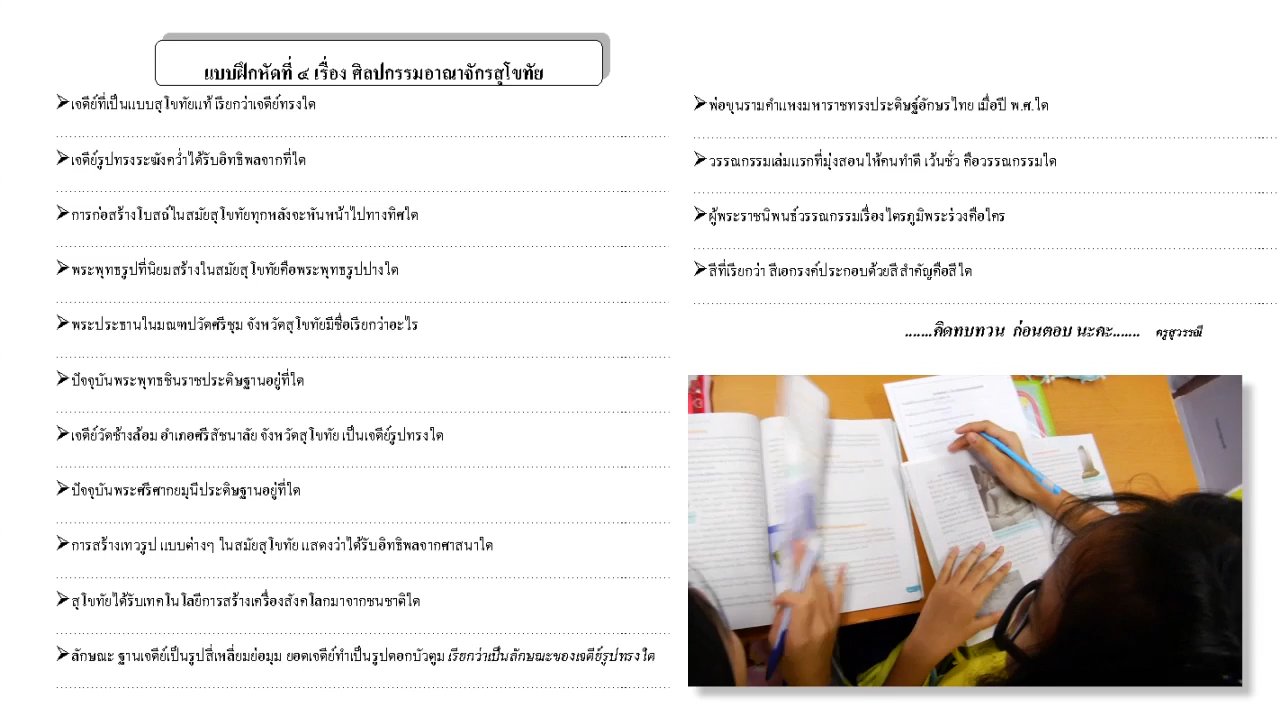 แบบฝึกหัดที่ ๔ เรื่อง ศิลปกรรมอาณาจักรสุโขทัย
➢เจดีย์ที่เป็นแบบสุโขทัยแท้ เรียกว่าเจดีย์ทรงใด
➢เจดีย์รูปทรงระฆังคว่ำได้รับอิทธิพลจากที่ใด
➢การก่อสร้างโบสถ์ในสมัยสุโขทัยทุกหลังจะหันหน้าไปทางทิศใด
➢พระพุทธรูปที่นิยมสร้างในสมัยสุโขทัยคือพระพุทธรูปปางใด
➢พระประธานในมณฑปวัดศรีชุม จังหวัดสุโขทัยมีชื่อเรียกว่าอะไร
➢ปัจจุบันพระพุทธชินราชประดิษฐานอยู่ที่ใด
➢เจดีย์วัดช้างล้อม อำเภอศรีสัชนาลัย จังหวัดสุโขทัย เป็นเจดีย์รูปทรงใด
➢ปัจจุบันพระศรีศากยมุนีประดิษฐานอยู่ที่ใด
➢การสร้างเทวรูป แบบต่างๆ ในสมัยสุโขทัย แสดงว่าได้รับอิทธิพลจากศาสนาใด
➢สุโขทัยได้รับเทคโนโลยีการสร้างเครื่องสังคโลกมาจากชนชาติใด
➢ลักษณะ ฐานเจดีย์เป็นรูปสี่เหลี่ยมย่อมุม ยอดเจดีย์ทำเป็นรูปดอกบัวตูม เรียกว่าเป็นลักษณะของเจดีย์รูปทรงใด
➢พ่อขุนรามคำแหงมหาราชทรงประดิษฐ์อักษรไทย เมื่อปี พ.ศ.ใด
➢วรรณกรรมเล่มแรกที่มุ่งสอนให้คนทำดี เว้นชั่ว คือวรรณกรรมใด
➢ผู้พระราชนิพนธ์วรรณกรรมเรื่องไตรภูมิพระร่วงคือใคร
➢สีที่เรียกว่า สีเอกรงค์ประกอบด้วยสีสำคัญคือสีใด
.......คิดทบทวน ก่อนตอบ นะคะ....... ครูสุวรรณี